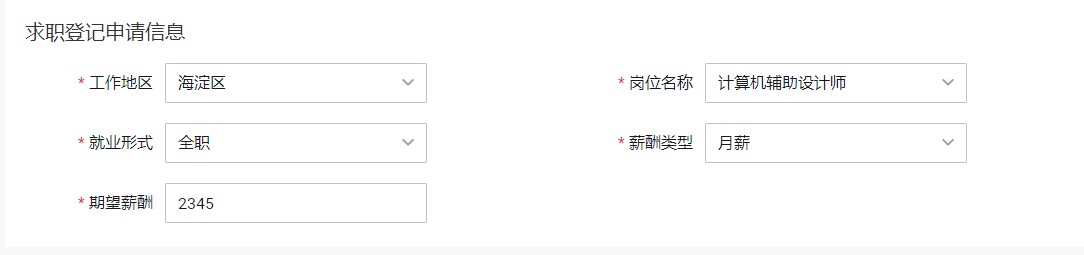 求职登记申请信息
* 工作地区 海淀区 * 岗位名称 计算机辅助设计师
* 就业形式 全职 * 薪酬类型 月薪
* 期望薪酬 2345